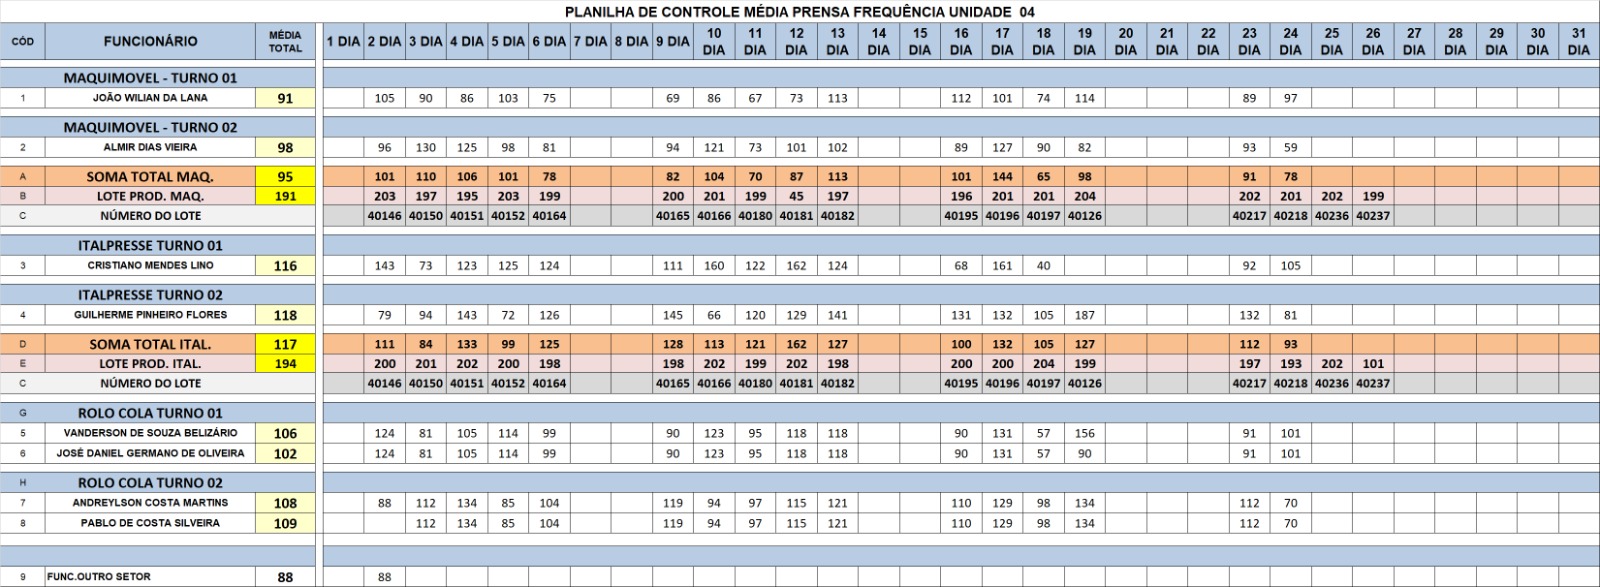 PLANILHA DE CONTROLE MÉDIA PRENSA FREQUÊNCIA UNIDADE 04
CÓD FUNCIONÁRIO MÉDIA TOTAL 1 DIA 2 DIA 3 DIA 4 DIA 5 DIA 6 DIA 7 DIA 8 DIA 9 DIA 10 DIA 11 DIA 12 DIA 13 DIA 14 DIA 15 DIA 16 DIA 17 DIA 18 DIA 19 DIA 20 DIA 21 DIA 22 DIA 23 DIA 24 DIA 25 DIA 26 DIA 27 DIA 28 DIA 29 DIA 30 DIA 31 DIA
MAQUIMOVEL - TURNO 01
1 JOÃO WILIAN DA LANA 91 105 90 86 103 75 69 86 67 73 113 112 101 74 114 89 97
MAQUIMOVEL - TURNO 02
2 ALMIR DIAS VIEIRA 98 96 130 125 98 81 94 121 73 101 102 89 127 90 82 93 59
A SOMA TOTAL MAQ. 95 101 110 106 101 78 82 104 70 87 113 101 144 65 98 91 78
B LOTE PROD. MAQ. 191 203 197 195 203 199 200 201 199 45 197 196 201 201 204 202 201 202 199
C NÚMERO DO LOTE 40146 40150 40151 40152 40164 40165 40166 40180 40181 40182 40195 40196 40197 40126 40217 40218 40236 40237
ITALPRESSE TURNO 01
3 CRISTIANO MENDES LINO 116 143 73 123 125 124 111 160 122 162 124 68 161 40 92 105
ITALPRESSE TURNO 02
4 GUILHERME PINHEIRO FLORES 118 79 94 143 72 126 145 66 120 129 141 131 132 105 187 132 81
D SOMA TOTAL ITAL. 117 111 84 133 99 125 128 113 121 162 127 100 132 105 127 112 93
E LOTE PROD. ITAL. 194 200 201 202 200 198 198 202 199 202 198 200 200 204 199 197 193 202 101
C NÚMERO DO LOTE 40146 40150 40151 40152 40164 40165 40166 40180 40181 40182 40195 40196 40197 40126 40217 40218 40236 40237
G ROLO COLA TURNO 01
5 VANDERSON DE SOUZA BELIZÁRIO 106 124 81 105 114 99 90 123 95 118 118 90 131 57 156 91 101
6 JOSÉ DANIEL GERMANO DE OLIVEIRA 102 124 81 105 114 99 90 123 95 118 118 90 131 57 90 91 101
H ROLO COLA TURNO 02
7 ANDREYLSON COSTA MARTINS 108 88 112 134 85 104 119 94 97 115 121 110 129 98 134 112 70
8 PABLO DE COSTA SILVEIRA 109 112 134 85 104 119 94 97 115 121 110 129 98 134 112 70
9 FUNC.OUTRO SETOR 88 88